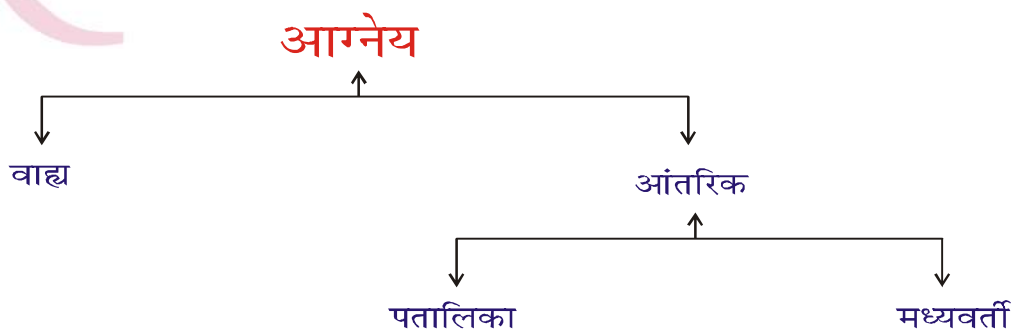 आग्नेय
वाह्य
आंतरिक
पतालिका
मध्यवर्ती